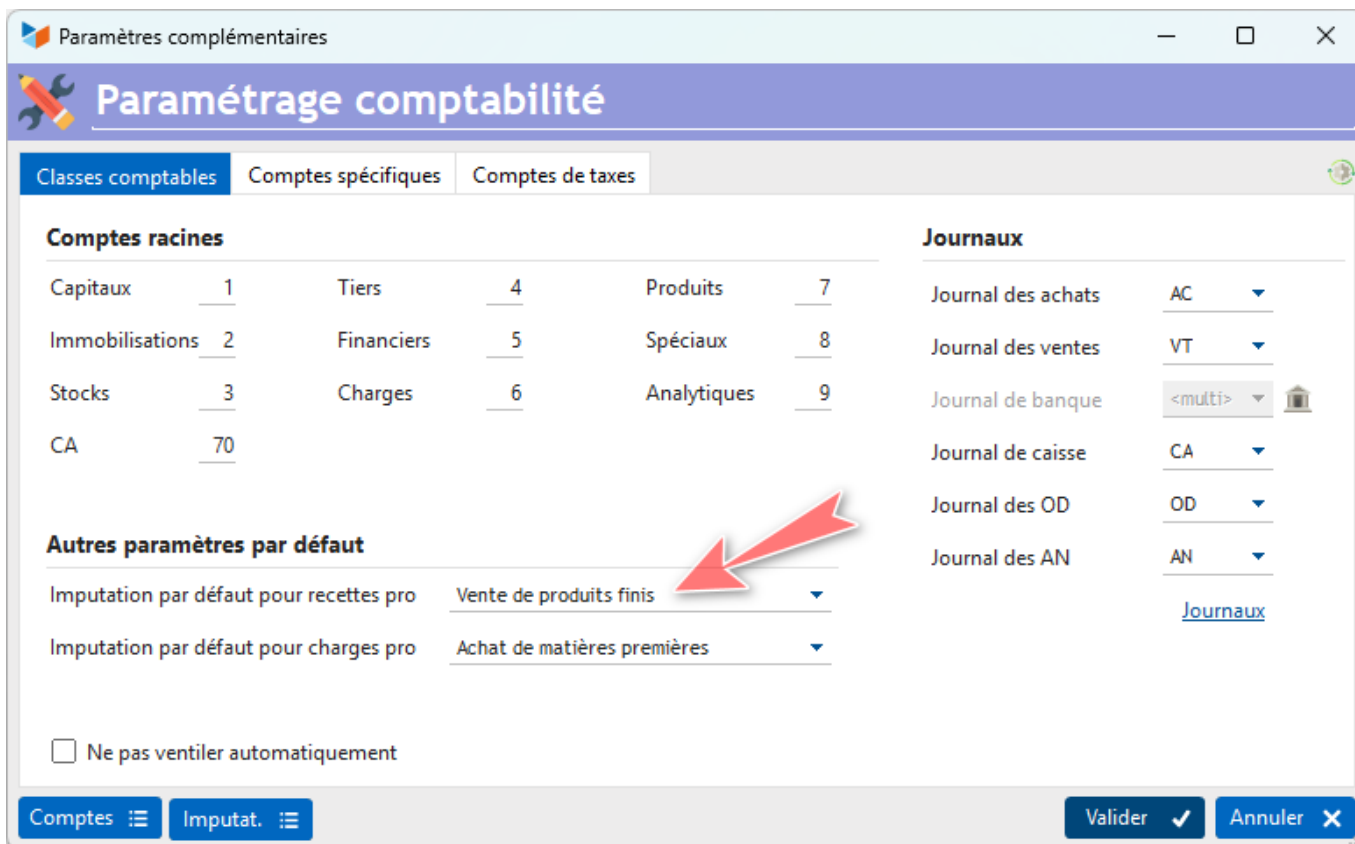 Paramètres complémentaires
Paramétrage comptabilité
Classes comptables Comptes spécifiques Comptes de taxes
Comptes racines
Capitaux 1 Tiers 4 Produits 7
Immobilisations 2 Financiers 5 Spéciaux 8
Stocks 3 Charges 6 Analytiques 9
CA 70
Autres paramètres par défaut
Imputation par défaut pour recettes pro Vente de produits finis
Imputation par défaut pour charges pro Achat de matières premières
Ne pas ventiler automatiquement
Journaux
Journal des achats AC
Journal des ventes VT
Journal de banque <multi>
Journal de caisse CA
Journal des OD OD
Journal des AN AN
Journaux
Comptes Imputat. Valider Annuler